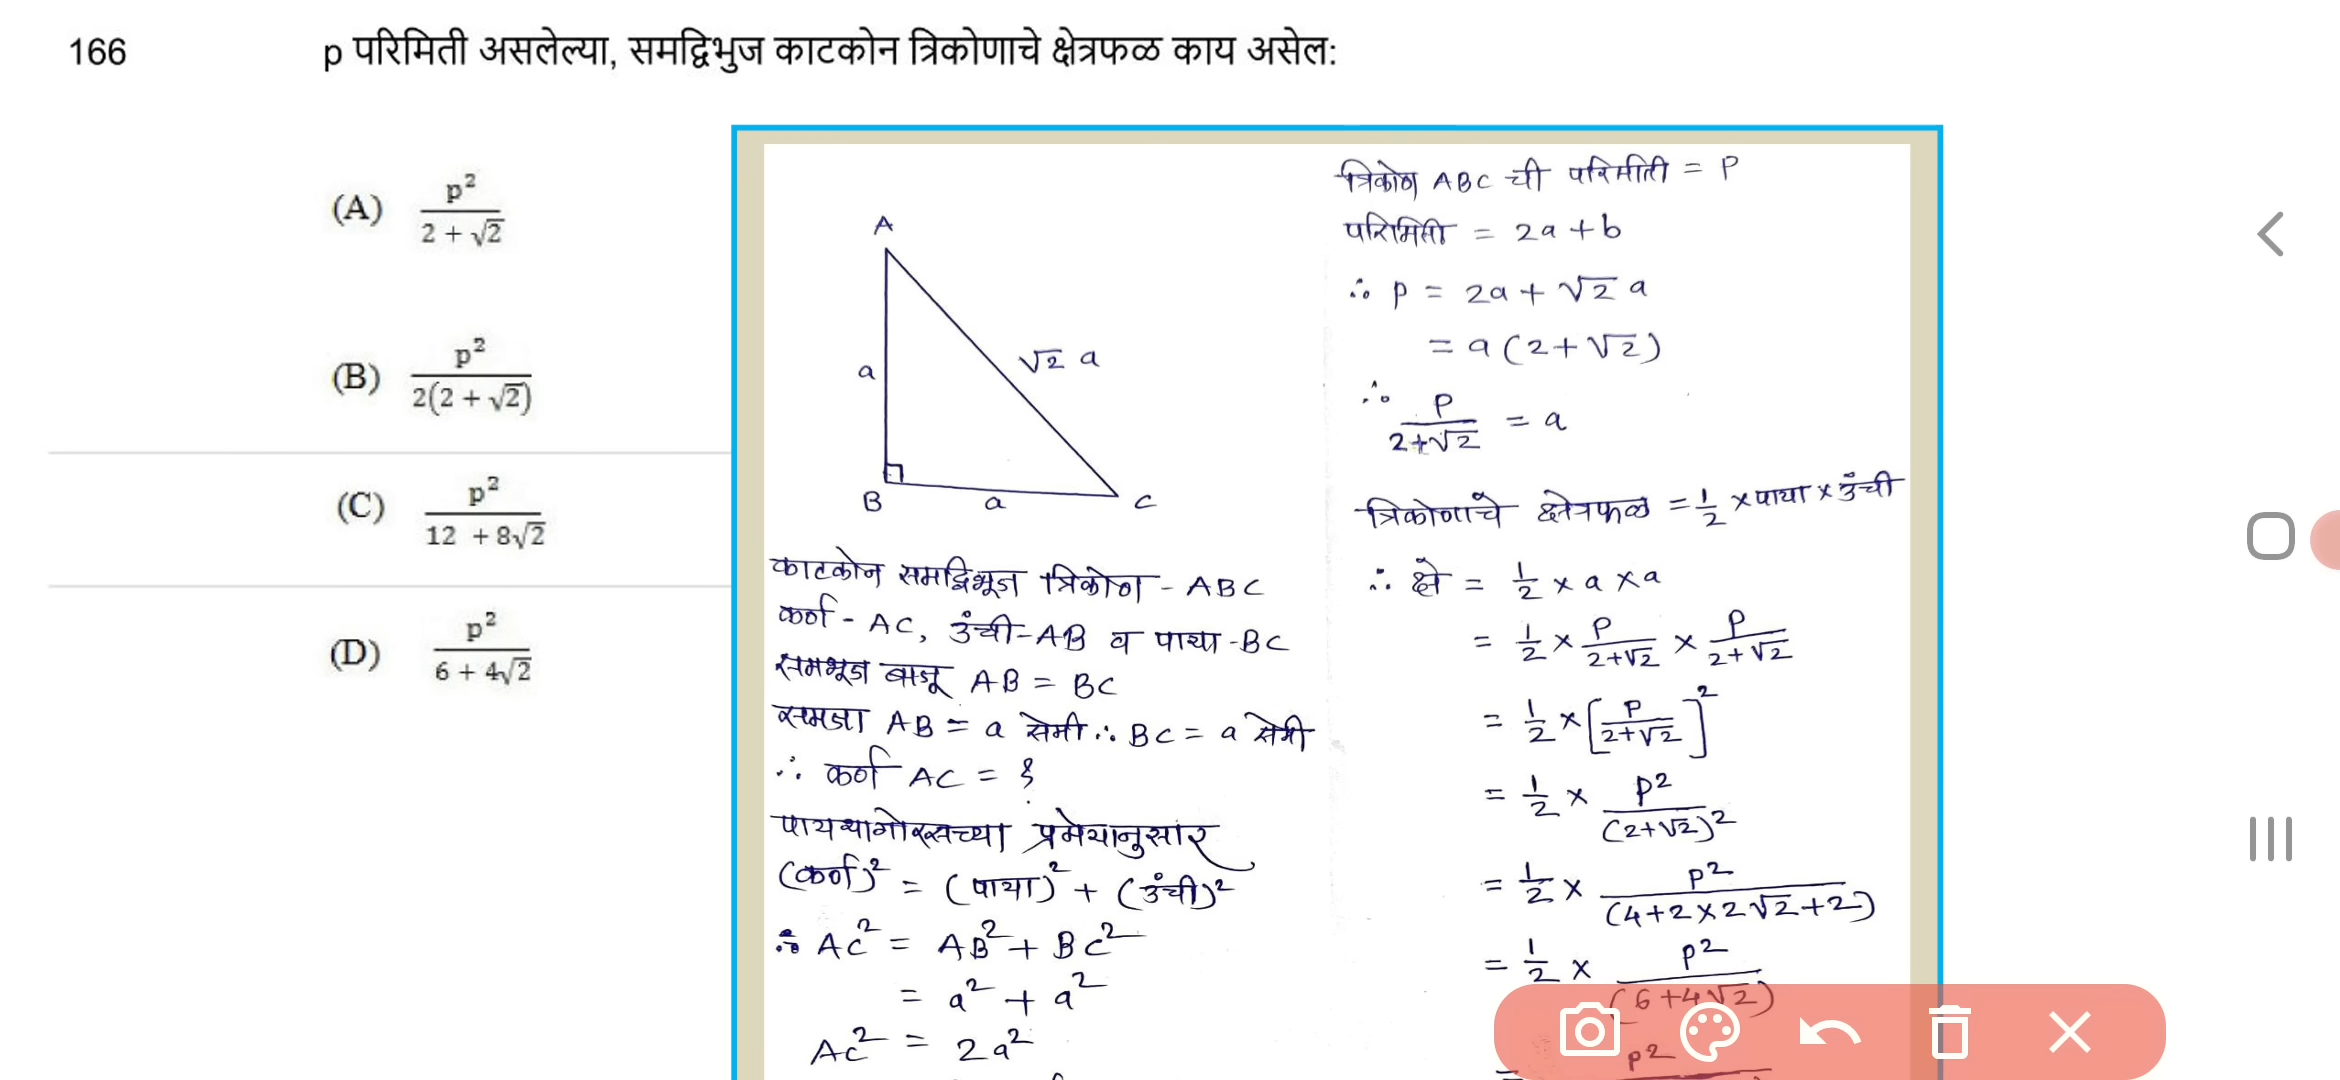 166 p परिमिती असलेल्या, समद्विभुज काटकोन त्रिकोणाचे क्षेत्रफळ काय असेल:
(A) p²/(2 + √2)
(B) p²/(2(2 + √2))
(C) p²/(12 + 8√2)
(D) p²/(6 + 4√2)
A
a
√2 a
B
a
C
काटकोन समद्विभूज त्रिकोण - ABC
कर्ण - AC, उंची - AB व पाया - BC
समभूज बाजू AB = BC
समजा AB = a सेमी ∴ BC = a सेमी
∴ कर्ण AC = ?
पायथागोरसच्या प्रमेयानुसार
(कर्ण)² = (पाया)² + (उंची)²
∴ AC² = AB² + BC²
= a² + a²
AC² = 2a²
त्रिकोण ABC ची परिमिती = P
परिमिती = 2a + b
∴ p = 2a + √2 a
= a (2 + √2)
∴ P/(2+√2) = a
त्रिकोणाचे क्षेत्रफळ = 1/2 × पाया × उंची
∴ क्षे = 1/2 × a × a
= 1/2 × P/(2+√2) × P/(2+√2)
= 1/2 × [P/(2+√2)]²
= 1/2 × p²/(2+√2)²
= 1/2 × p²/(4+2×2√2+2)
= 1/2 × p²/(6+4√2)
= p²